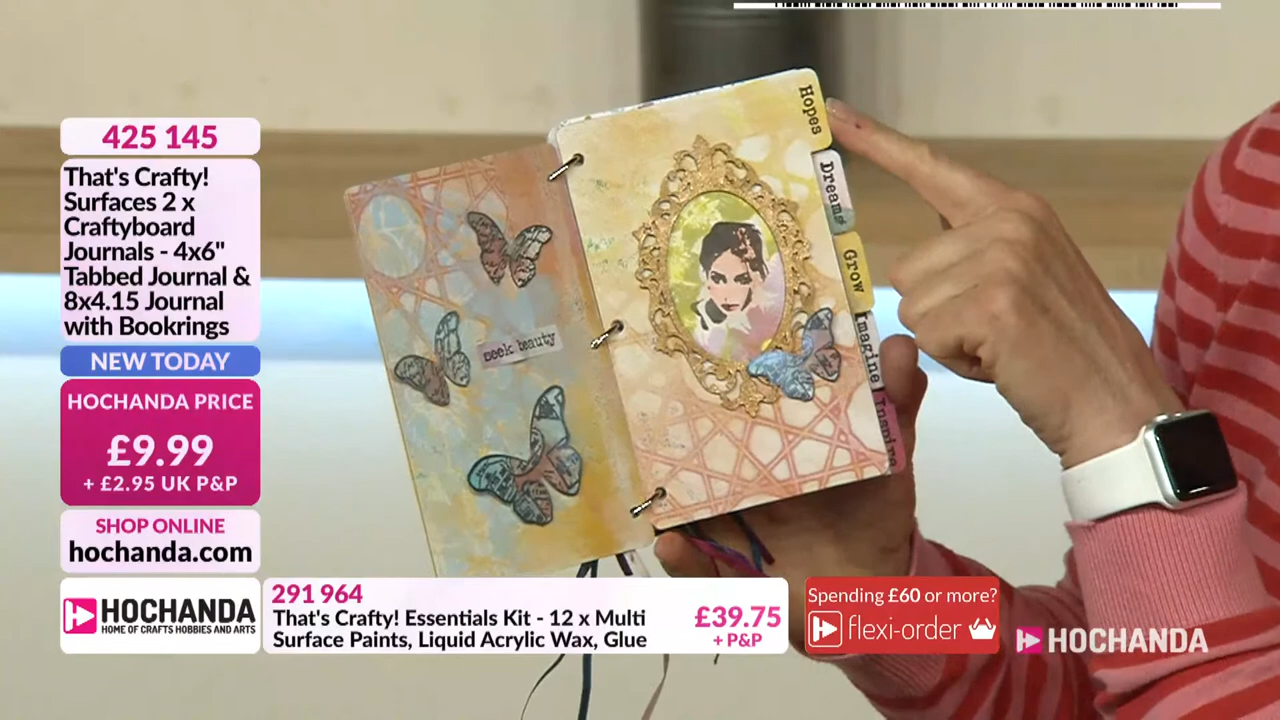 425 145
That's Crafty!
Surfaces 2 x
Craftyboard
Journals - 4x6"
Tabbed Journal &
8x4.15 Journal
with Bookrings
NEW TODAY
HOCHANDA PRICE
£9.99
+ £2.95 UK P&P
SHOP ONLINE
hochanda.com
HOCHANDA
HOME OF CRAFTS HOBBIES AND ARTS
291 964
That's Crafty! Essentials Kit - 12 x Multi
Surface Paints, Liquid Acrylic Wax, Glue
£39.75
+ P&P
Spending £60 or more?
flexi-order
HOCHANDA
seek beauty
Hopes
Dreams
Grow
Imagine
Inspire